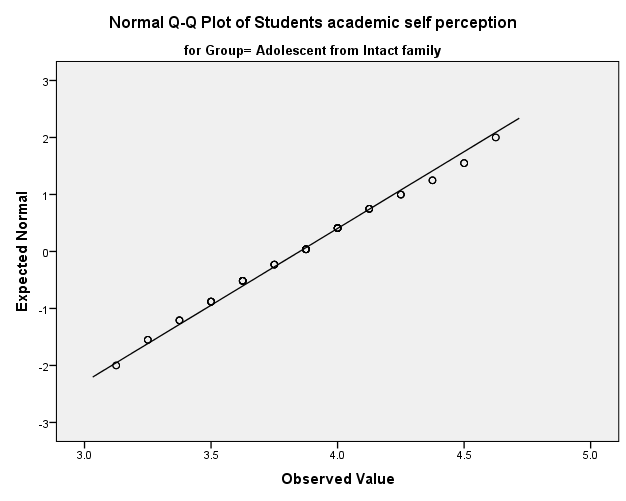 Normal Q-Q Plot of Students academic self perception
for Group= Adolescent from Intact family
Expected Normal
3
2
1
0
-1
-2
-3
3.0 3.5 4.0 4.5 5.0
Observed Value